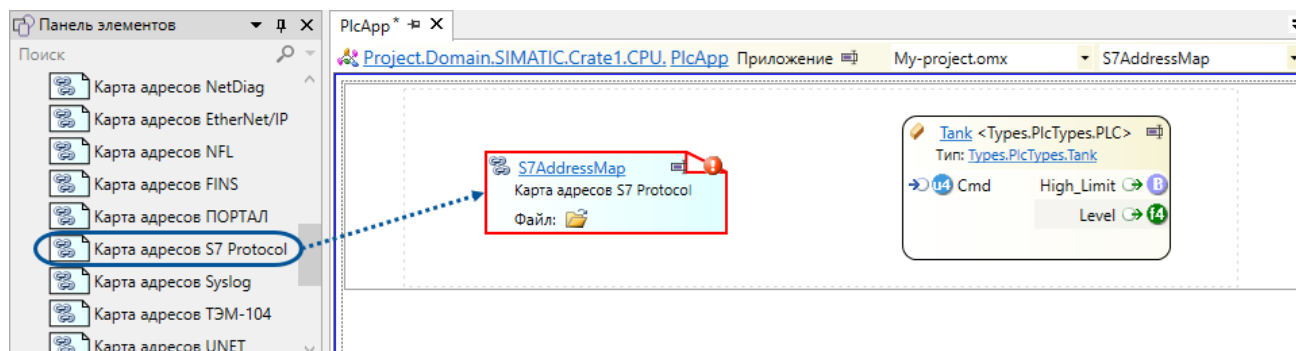 Панель элементов
Поиск
Карта адресов NetDiag
Карта адресов EtherNet/IP
Карта адресов NFL
Карта адресов FINS
Карта адресов ПОРТАЛ
Карта адресов S7 Protocol
Карта адресов Syslog
Карта адресов ТЭМ-104
Карта адресов UNET
PlcApp*
Project.Domain.SIMATIC.Crate1.CPU. PlcApp Приложение My-project.omx S7AddressMap
S7AddressMap
Карта адресов S7 Protocol
Файл:
Tank <Types.PlcTypes.PLC>
Тип: Types.PlcTypes.Tank
u4 Cmd High_Limit B
Level f4